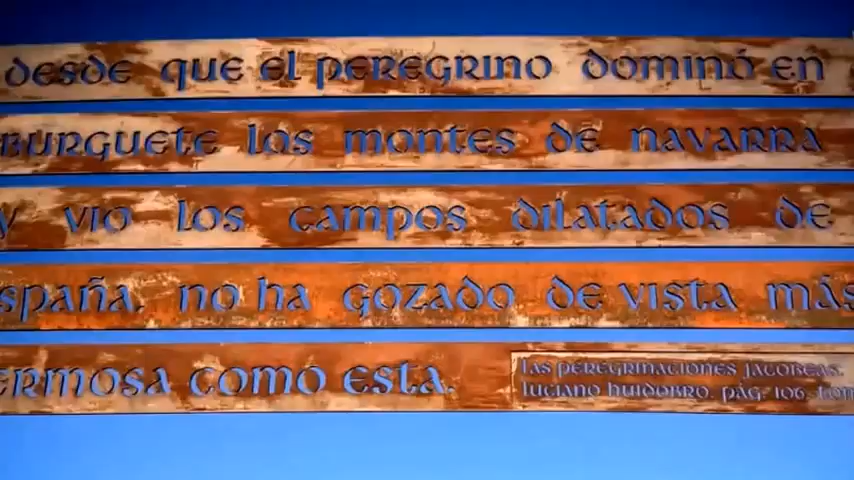 desde que el peregrino dominó en
Burguete los montes de Navarra
y vio los campos dilatados de
españa, no ha gozado de vista más
ermosa como esta.
Las peregrinaciones jacobeas.
Luciano Huidobro. pág. 106.